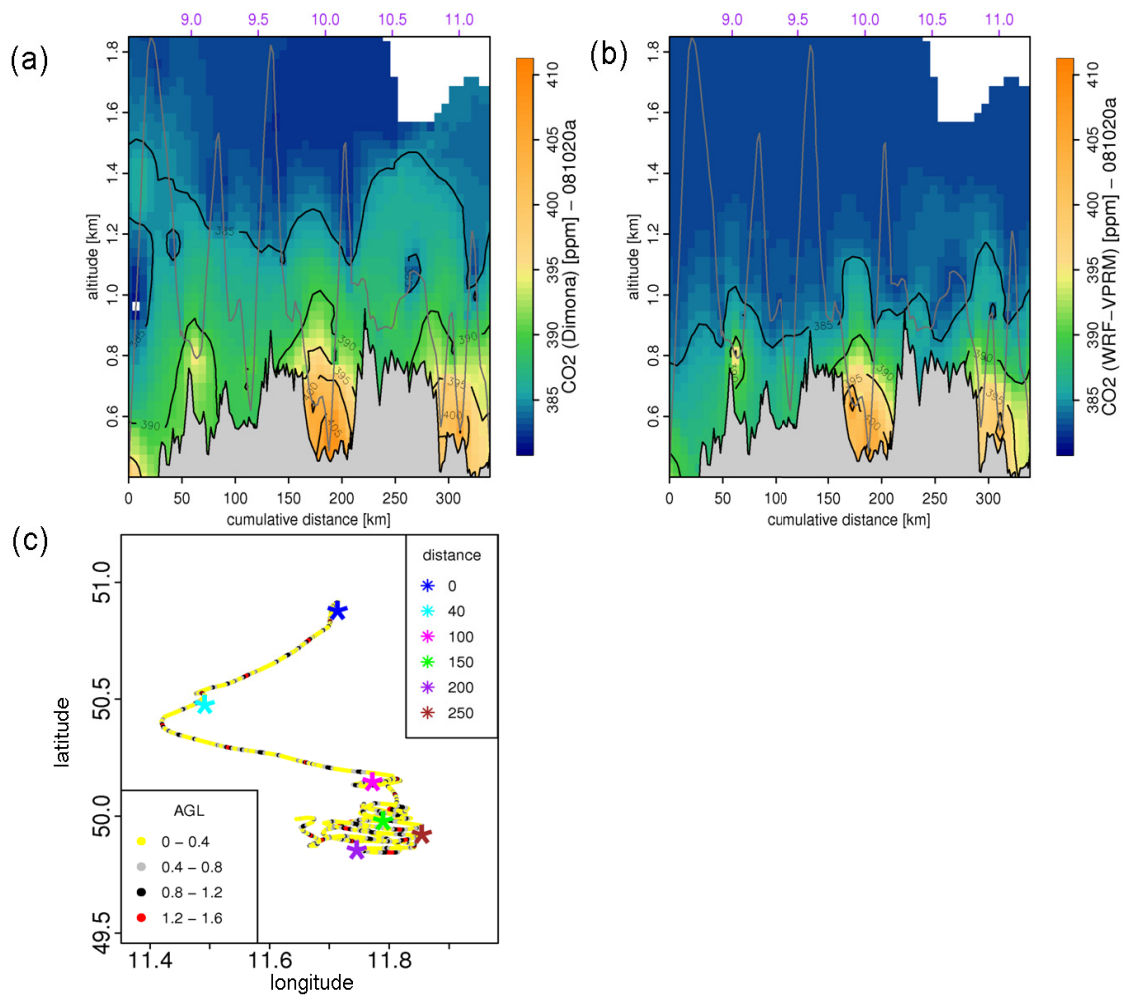 (a)
9.0 9.5 10.0 10.5 11.1
1.8
1.6
1.4
1.2
1.0
0.8
0.6
altitude [km]
385
385
390
390
390
395
400
0 50 100 150 200 250 300
cumulative distance [km]
410
405
400
395
390
385
CO2 (Dimona) [ppm] – 081020a
(b)
9.0 9.5 10.0 10.5 11.1
1.8
1.6
1.4
1.2
1.0
0.8
0.6
altitude [km]
385
390
395
395
400
0 50 100 150 200 250 300
cumulative distance [km]
410
405
400
395
390
385
CO2 (WRF–VPRM) [ppm] – 081020a
(c)
51.0
50.5
50.0
49.5
latitude
distance
0
40
100
150
200
250
AGL
0 – 0.4
0.4 – 0.8
0.8 – 1.2
1.2 – 1.6
11.4 11.6 11.8
longitude